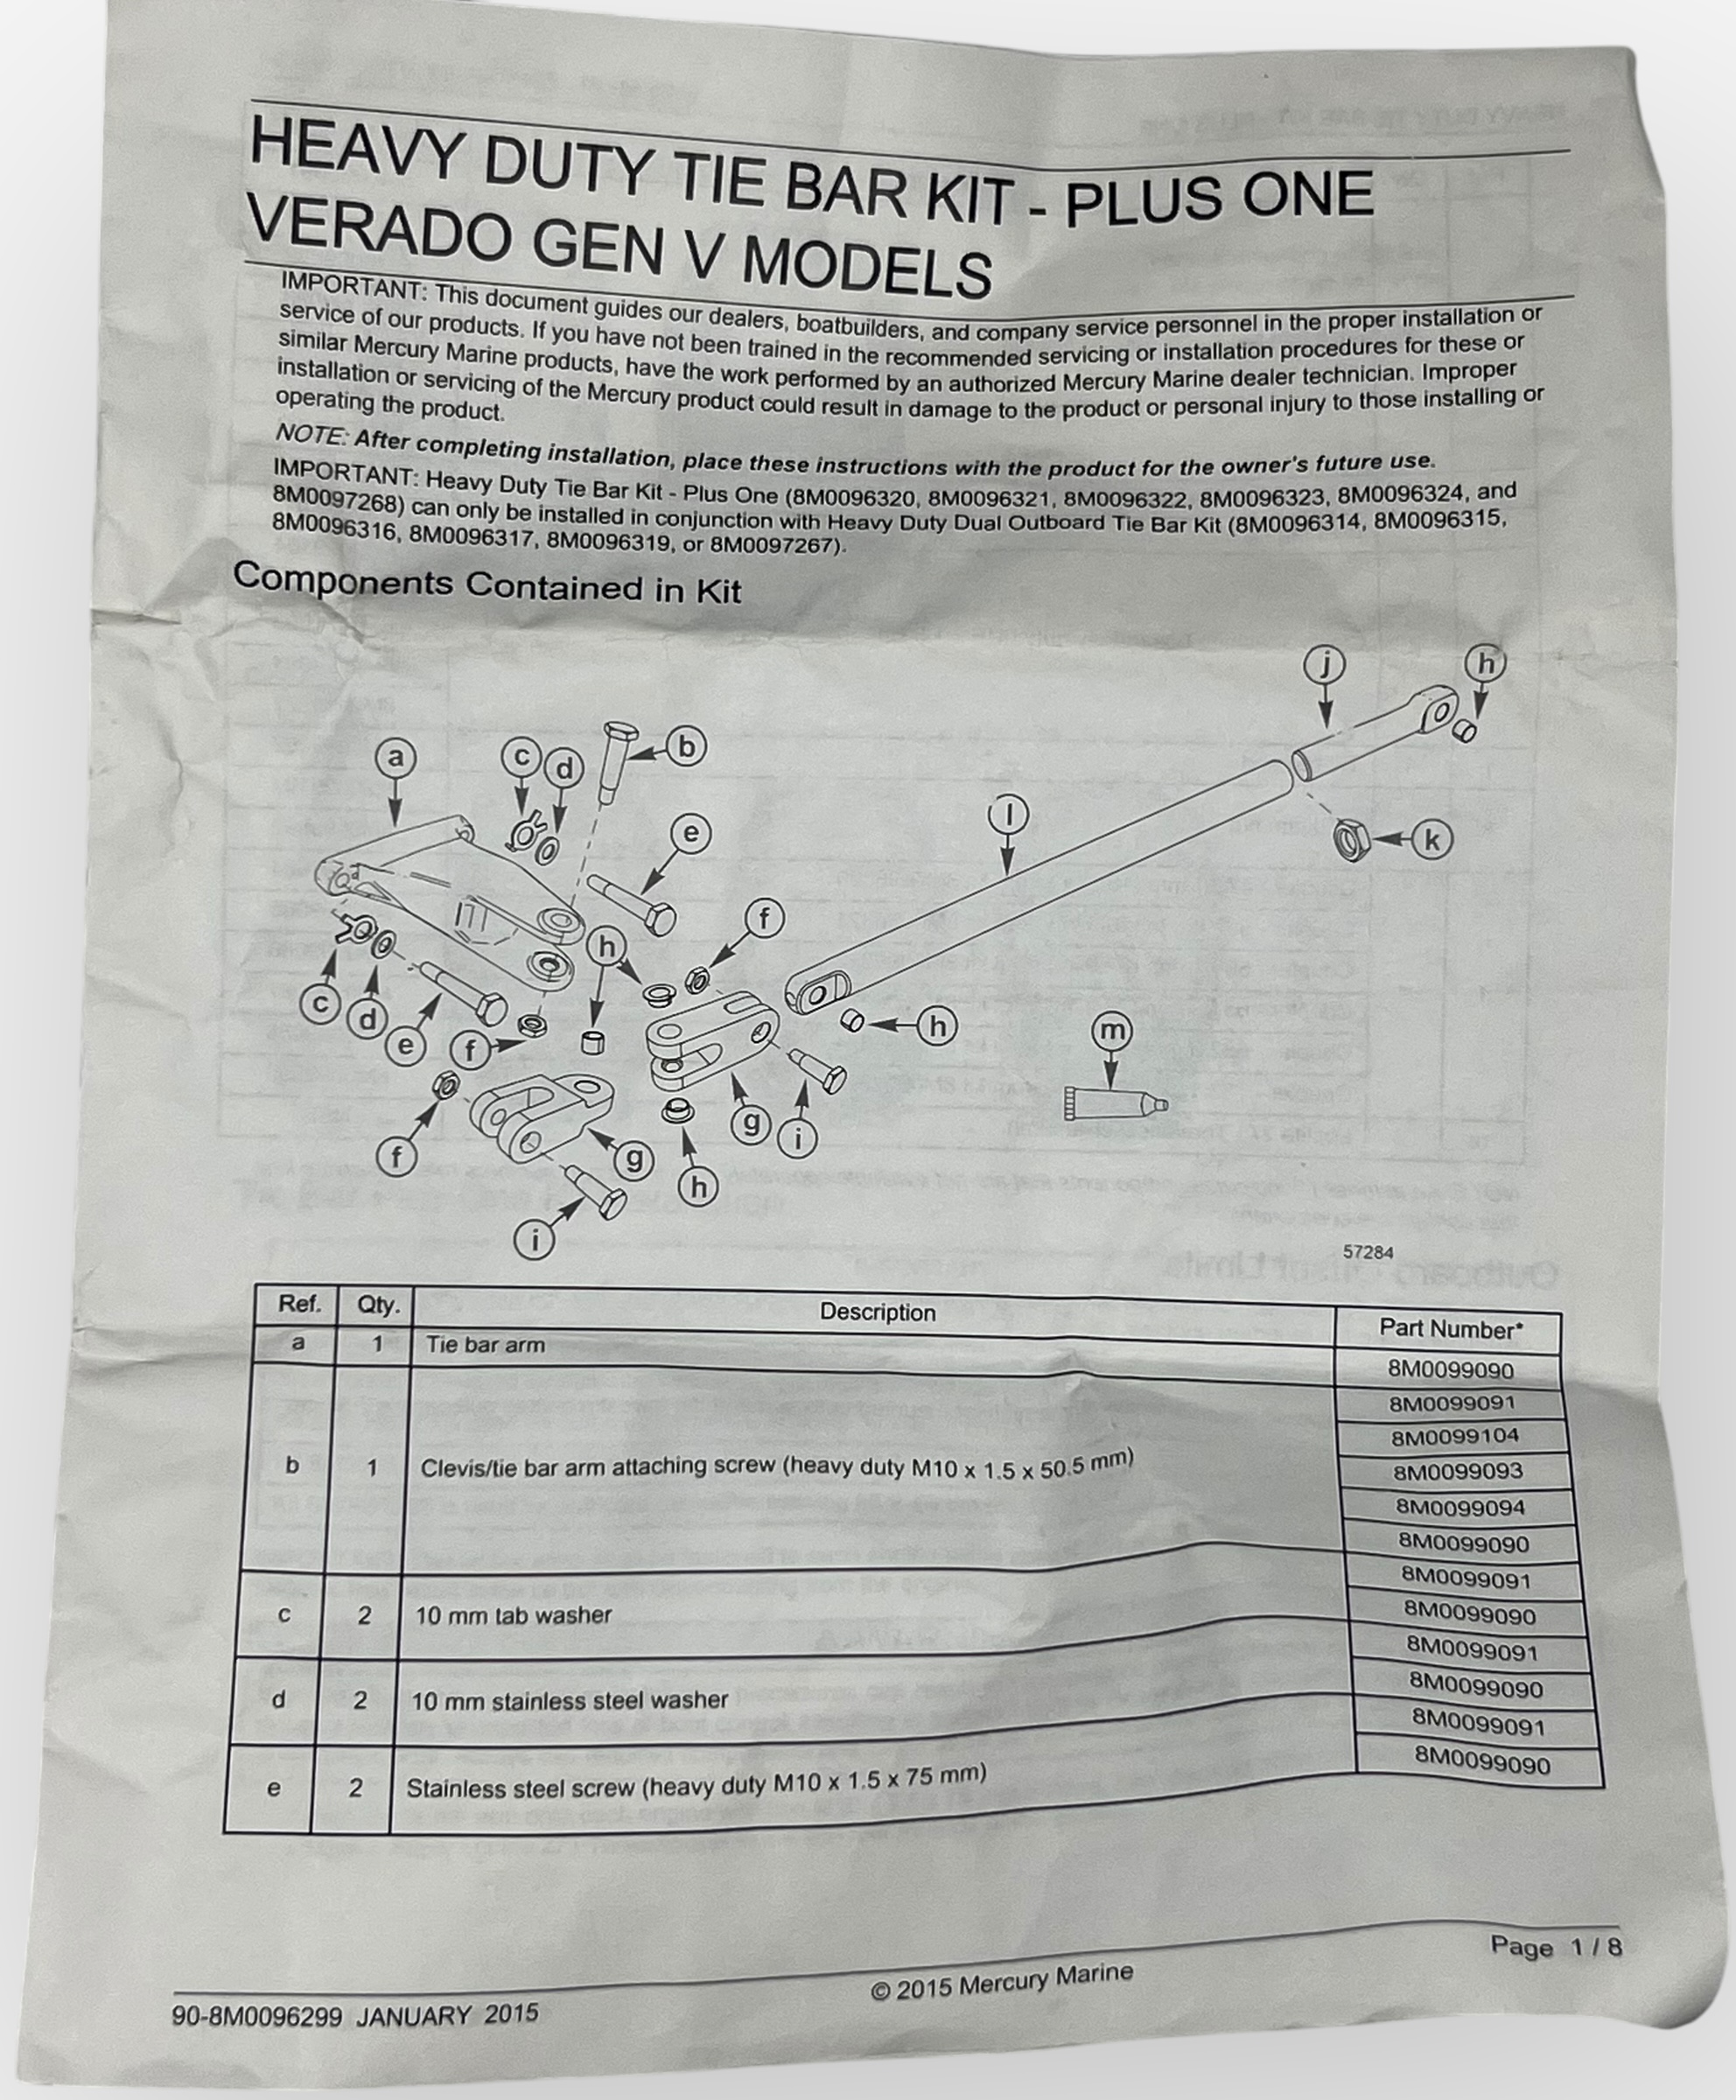 HEAVY DUTY TIE BAR KIT - PLUS ONE
VERADO GEN V MODELS
IMPORTANT: This document guides our dealers, boatbuilders, and company service personnel in the proper installation or
service of our products. If you have not been trained in the recommended servicing or installation procedures for these or
similar Mercury Marine products, have the work performed by an authorized Mercury Marine dealer technician. Improper
installation or servicing of the Mercury product could result in damage to the product or personal injury to those installing or
operating the product.
NOTE: After completing installation, place these instructions with the product for the owner's future use.
IMPORTANT: Heavy Duty Tie Bar Kit - Plus One (8M0096320, 8M0096321, 8M0096322, 8M0096323, 8M0096324, and
8M0097268) can only be installed in conjunction with Heavy Duty Dual Outboard Tie Bar Kit (8M0096314, 8M0096315,
8M0096316, 8M0096317, 8M0096319, or 8M0097267).
Components Contained in Kit
j h
a c d b
e l k
f
h
c d e f
h
m
f g i
g h
i
57284
Ref. Qty. Description Part Number*
a 1 Tie bar arm 8M0099090
8M0099091
8M0099104
b 1 Clevis/tie bar arm attaching screw (heavy duty M10 x 1.5 x 50.5 mm) 8M0099093
8M0099094
8M0099090
8M0099091
c 2 10 mm tab washer 8M0099090
8M0099091
d 2 10 mm stainless steel washer 8M0099090
8M0099091
e 2 Stainless steel screw (heavy duty M10 x 1.5 x 75 mm) 8M0099090
Page 1 / 8
© 2015 Mercury Marine
90-8M0096299 JANUARY 2015